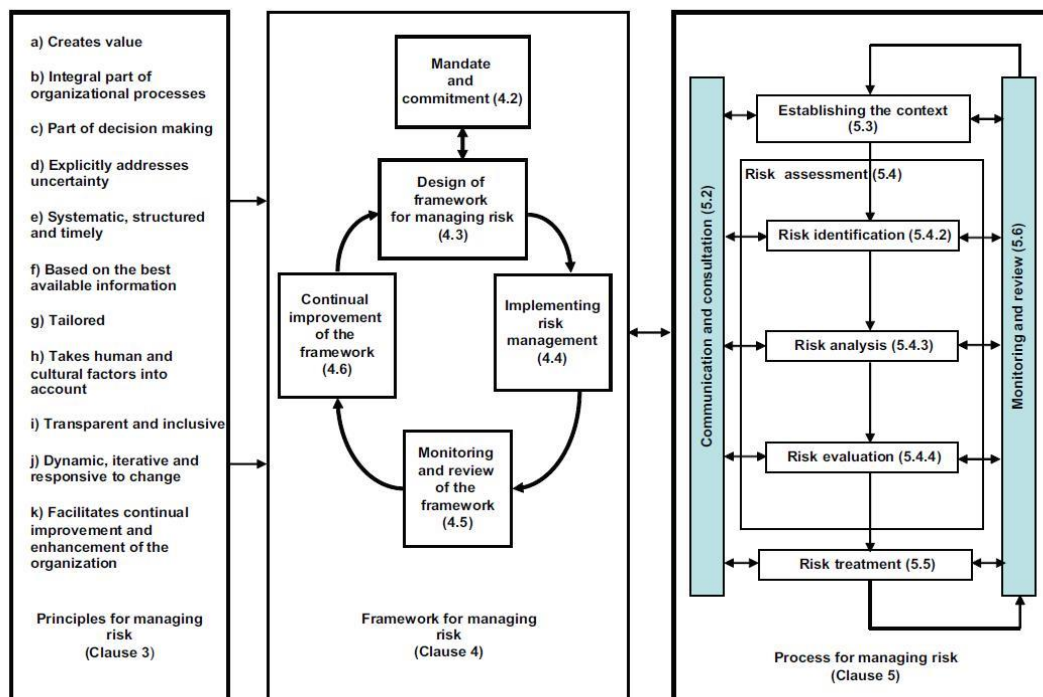 a) Creates value
b) Integral part of
organizational processes
c) Part of decision making
d) Explicitly addresses
uncertainty
e) Systematic, structured
and timely
f) Based on the best
available information
g) Tailored
h) Takes human and
cultural factors into
account
i) Transparent and inclusive
j) Dynamic, iterative and
responsive to change
k) Facilitates continual
improvement and
enhancement of the
organization
Principles for managing
risk
(Clause 3)
Mandate
and
commitment (4.2)
Design of
framework
for managing risk
(4.3)
Continual
improvement
of the
framework
(4.6)
Implementing
risk
management
(4.4)
Monitoring
and review
of the
framework
(4.5)
Framework for managing
risk
(Clause 4)
Communication and consultation (5.2)
Establishing the context
(5.3)
Risk assessment (5.4)
Risk identification (5.4.2)
Risk analysis (5.4.3)
Risk evaluation (5.4.4)
Risk treatment (5.5)
Monitoring and review (5.6)
Process for managing risk
(Clause 5)